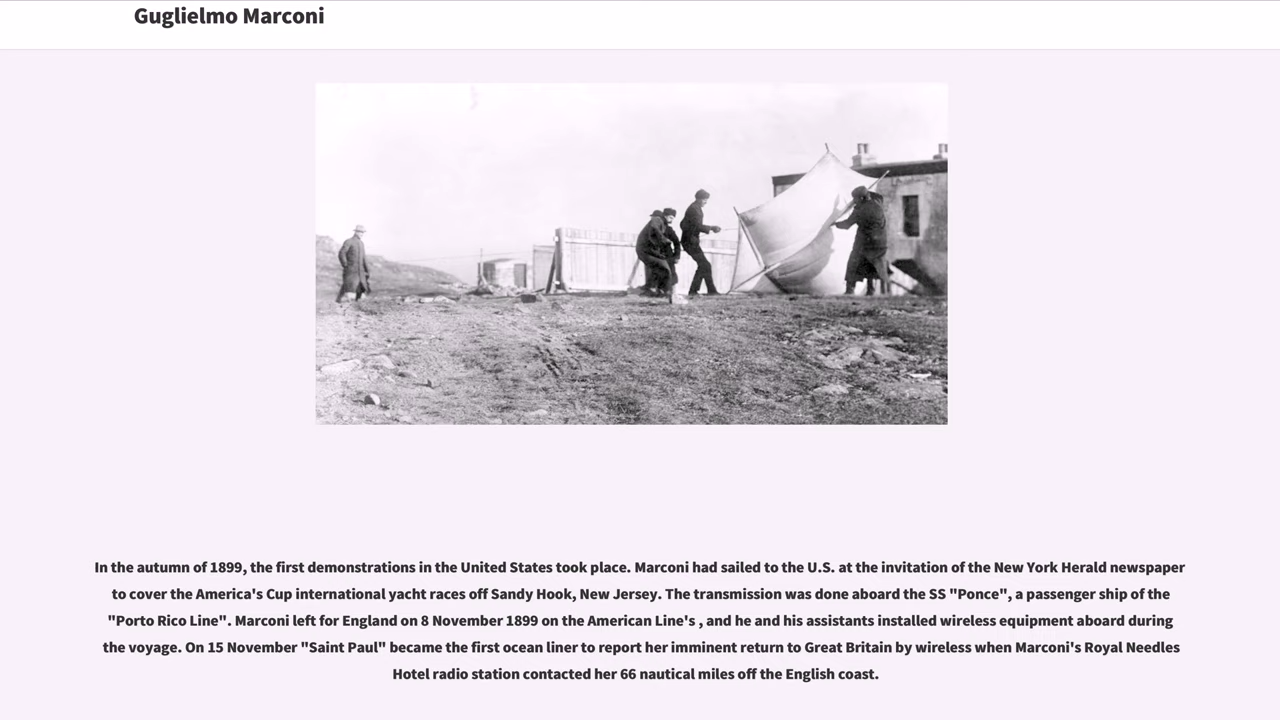 Guglielmo Marconi
In the autumn of 1899, the first demonstrations in the United States took place. Marconi had sailed to the U.S. at the invitation of the New York Herald newspaper
to cover the America's Cup international yacht races off Sandy Hook, New Jersey. The transmission was done aboard the SS "Ponce", a passenger ship of the
"Porto Rico Line". Marconi left for England on 8 November 1899 on the American Line's , and he and his assistants installed wireless equipment aboard during
the voyage. On 15 November "Saint Paul" became the first ocean liner to report her imminent return to Great Britain by wireless when Marconi's Royal Needles
Hotel radio station contacted her 66 nautical miles off the English coast.